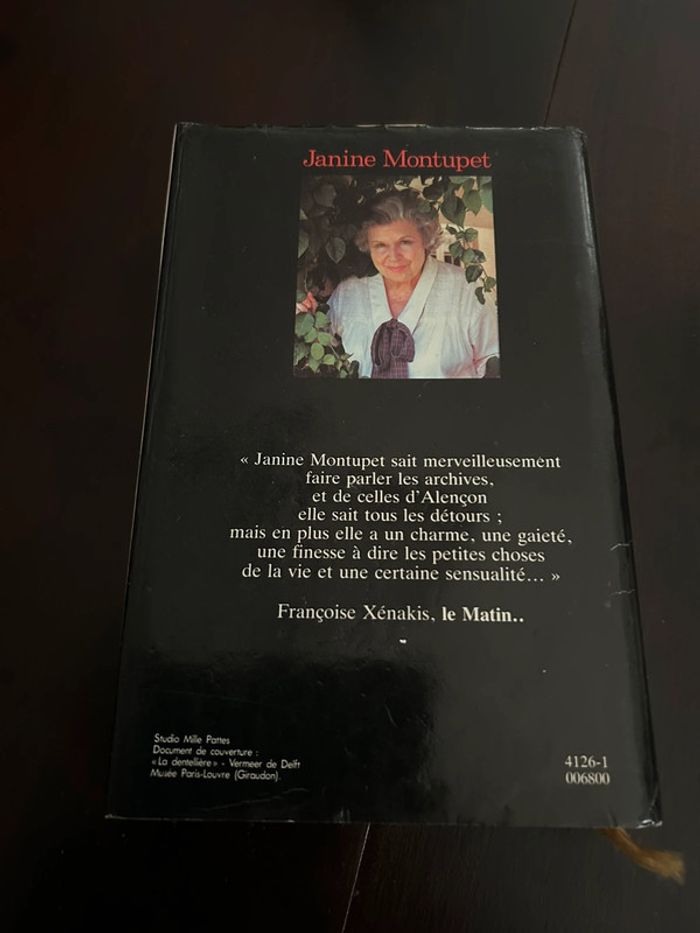 Janine Montupet
« Janine Montupet sait merveilleusement
faire parler les archives,
et de celles d'Alençon
elle sait tous les détours ;
mais en plus elle a un charme, une gaieté,
une finesse à dire les petites choses
de la vie et une certaine sensualité... »
Françoise Xénakis, le Matin..
Studio Mille Pattes
Document de couverture :
« La dentellière » - Vermeer de Delft
Musée Paris-Louvre (Giraudon).
4126-1
006800